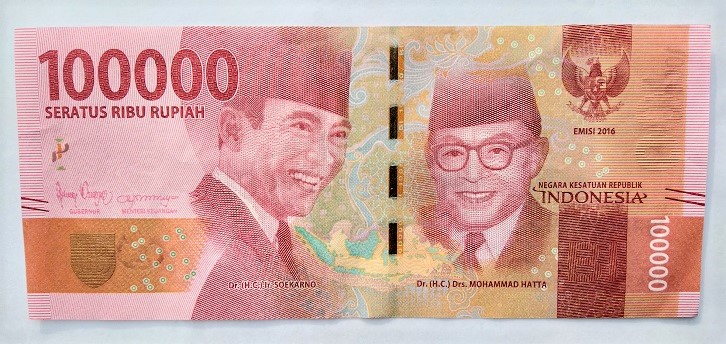 100000
SERATUS RIBU RUPIAH
EMISI 2016
NEGARA KESATUAN REPUBLIK
INDONESIA
GUBERNUR
MENTERI KEUANGAN
100000
Dr. (H.C.) Ir. SOEKARNO
Dr. (H.C.) Drs. MOHAMMAD HATTA